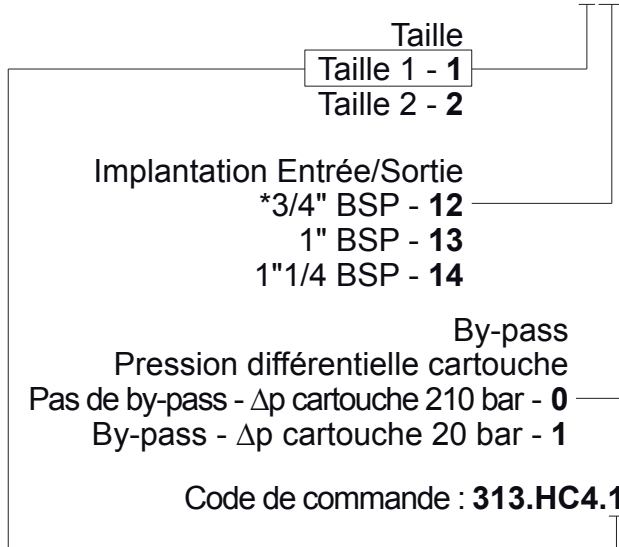 Taille
Taille 1 - 1
Taille 2 - 2
Implantation Entrée/Sortie
*3/4" BSP - 12
1" BSP - 13
1"1/4 BSP - 14
By-pass
Pression différentielle cartouche
Pas de by-pass - Δp cartouche 210 bar - 0
By-pass - Δp cartouche 20 bar - 1
Code de commande : 313.HC4.1